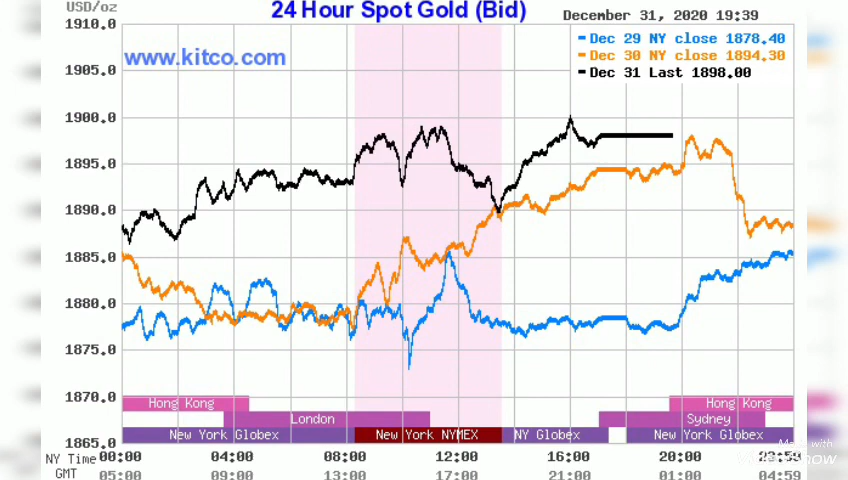 USD/oz
24 Hour Spot Gold (Bid)
December 31, 2020 19:39
www.kitco.com
Dec 29 NY close 1878.40
Dec 30 NY close 1894.30
Dec 31 Last 1898.00
1910.0
1905.0
1900.0
1895.0
1890.0
1885.0
1880.0
1875.0
1870.0
1865.0
Hong Kong Hong Kong
London Sydney
New York Globex New York NYMEX NY Globex New York Globex
NY Time 00:00 04:00 08:00 12:00 16:00 20:00 23:59
GMT 05:00 09:00 13:00 17:00 21:00 01:00 04:59
Made with